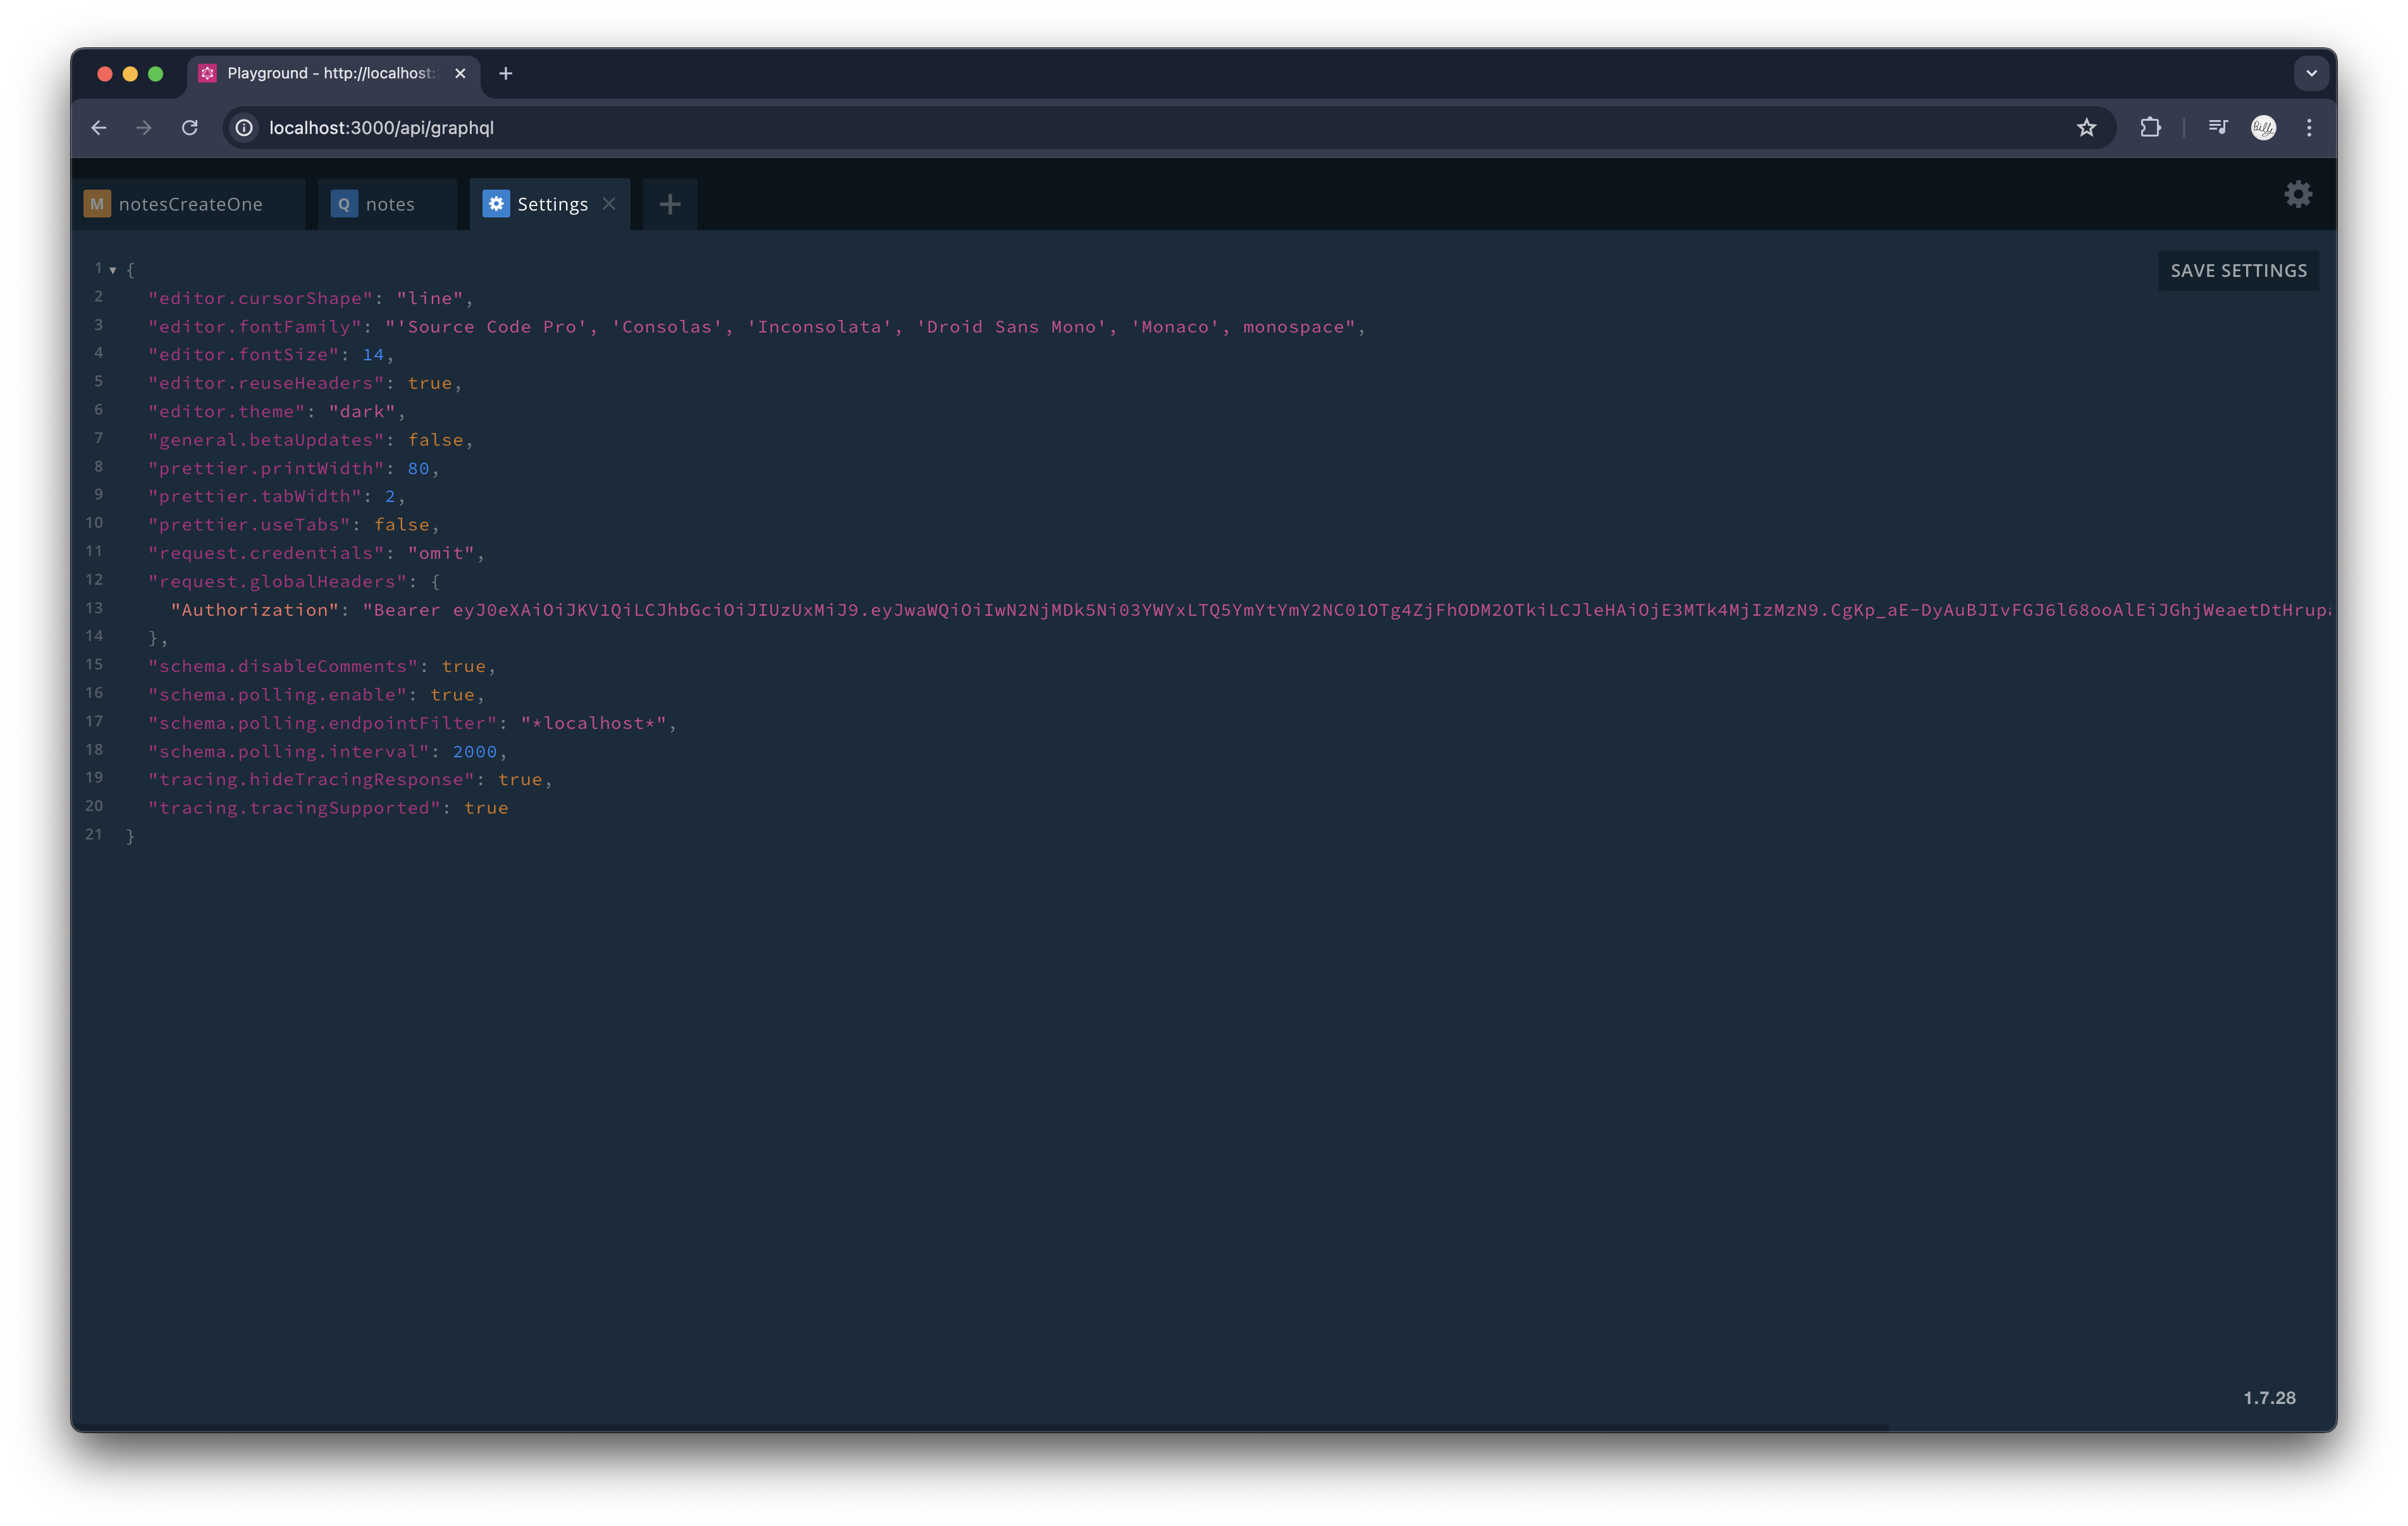 Playground - http://localhost:
localhost:3000/api/graphql
Billy
M notesCreateOne
Q notes
Settings
SAVE SETTINGS
1 {
2 "editor.cursorShape": "line",
3 "editor.fontFamily": "'Source Code Pro', 'Consolas', 'Inconsolata', 'Droid Sans Mono', 'Monaco', monospace",
4 "editor.fontSize": 14,
5 "editor.reuseHeaders": true,
6 "editor.theme": "dark",
7 "general.betaUpdates": false,
8 "prettier.printWidth": 80,
9 "prettier.tabWidth": 2,
10 "prettier.useTabs": false,
11 "request.credentials": "omit",
12 "request.globalHeaders": {
13 "Authorization": "Bearer eyJ0eXAiOiJKV1QiLCJhbGciOiJIUzUxMiJ9.eyJwaWQiOiIwN2NjMDk5Ni03YWYxLTQ5YmYtYmY2NC01OTg4ZjFhODM2OTkiLCJleHAiOjE3MTk4MjIzMzN9.CgKp_aE-DyAuBJIvFGJ6l68ooAlEiJGhjWeaetDtHrupa
14 },
15 "schema.disableComments": true,
16 "schema.polling.enable": true,
17 "schema.polling.endpointFilter": "*localhost*",
18 "schema.polling.interval": 2000,
19 "tracing.hideTracingResponse": true,
20 "tracing.tracingSupported": true
21 }
1.7.28